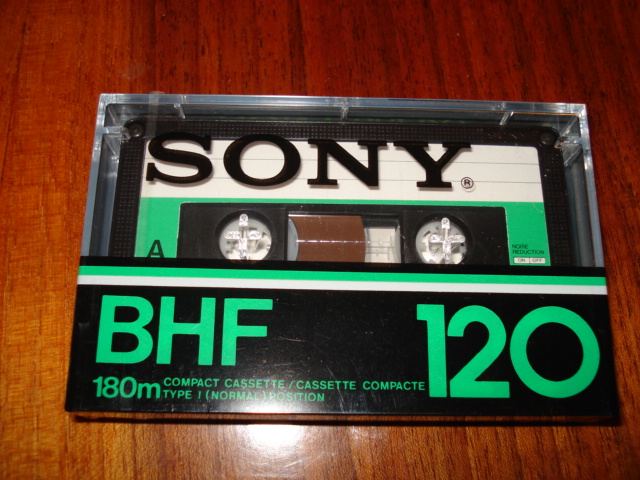 SONY®
A
NOISE
REDUCTION
ON OFF
BHF 120
180m COMPACT CASSETTE / CASSETTE COMPACTE
TYPE I (NORMAL) POSITION